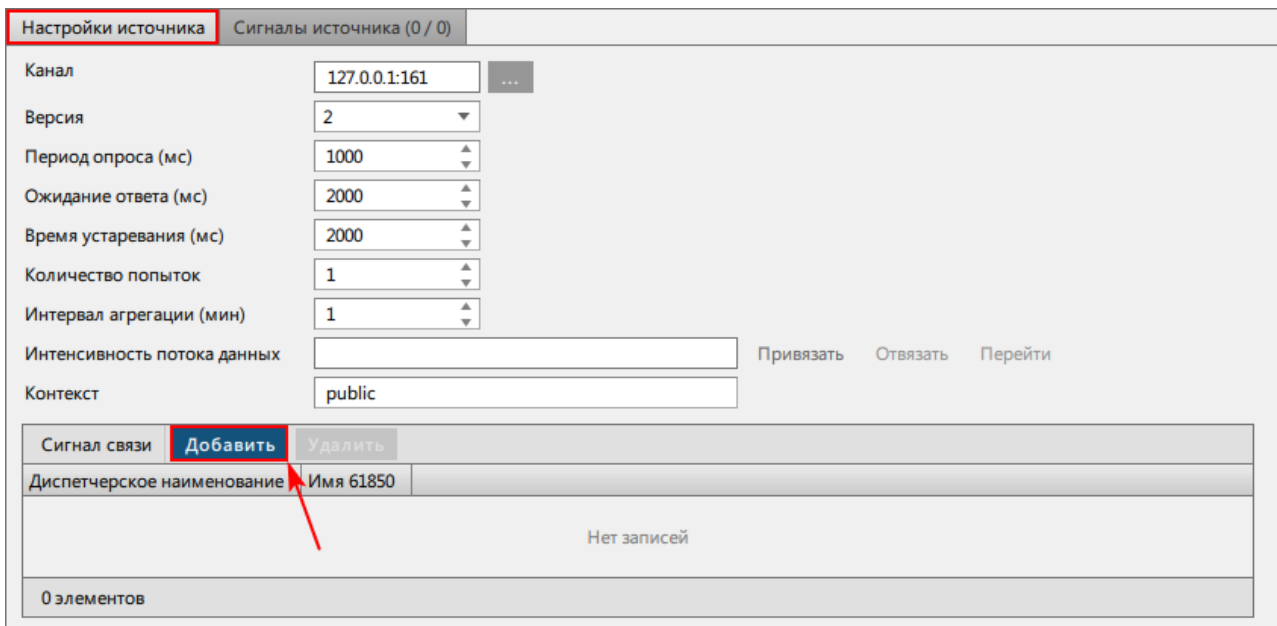 Настройки источника Сигналы источника (0 / 0)
Канал 127.0.0.1:161 ...
Версия 2
Период опроса (мс) 1000
Ожидание ответа (мс) 2000
Время устаревания (мс) 2000
Количество попыток 1
Интервал агрегации (мин) 1
Интенсивность потока данных Привязать Отвязать Перейти
Контекст public
Сигнал связи Добавить Удалить
Диспетчерское наименование Имя 61850
Нет записей
0 элементов